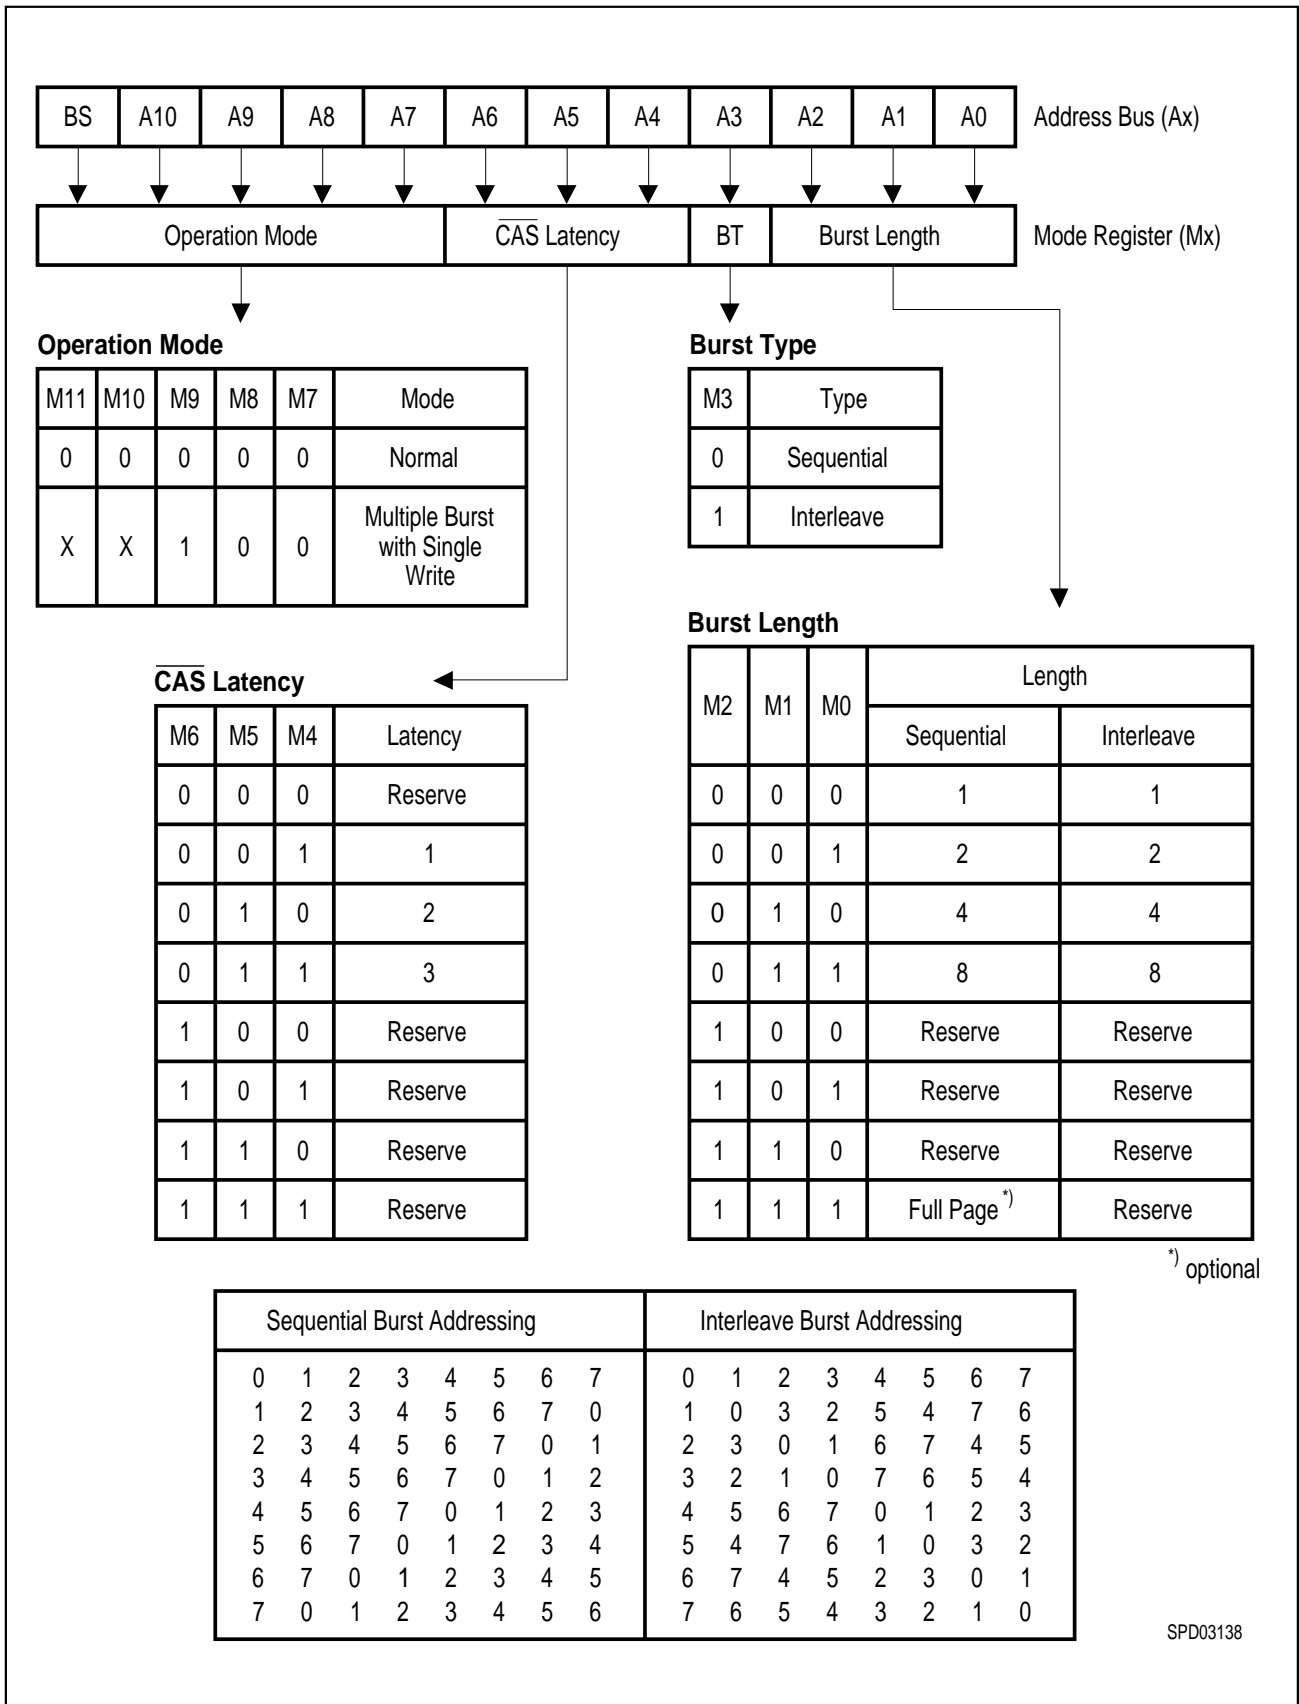 BS A10 A9 A8 A7 A6 A5 A4 A3 A2 A1 A0 Address Bus (Ax)
Operation Mode CAS Latency BT Burst Length Mode Register (Mx)
Operation Mode
M11 M10 M9 M8 M7 Mode
0 0 0 0 0 Normal
X X 1 0 0 Multiple Burst
with Single
Write
Burst Type
M3 Type
0 Sequential
1 Interleave
CAS Latency
M6 M5 M4 Latency
0 0 0 Reserve
0 0 1 1
0 1 0 2
0 1 1 3
1 0 0 Reserve
1 0 1 Reserve
1 1 0 Reserve
1 1 1 Reserve
Burst Length
M2 M1 M0 Length
Sequential Interleave
0 0 0 1 1
0 0 1 2 2
0 1 0 4 4
0 1 1 8 8
1 0 0 Reserve Reserve
1 0 1 Reserve Reserve
1 1 0 Reserve Reserve
1 1 1 Full Page *) Reserve
*) optional
Sequential Burst Addressing Interleave Burst Addressing
0 1 2 3 4 5 6 7 0 1 2 3 4 5 6 7
1 2 3 4 5 6 7 0 1 0 3 2 5 4 7 6
2 3 4 5 6 7 0 1 2 3 0 1 6 7 4 5
3 4 5 6 7 0 1 2 3 2 1 0 7 6 5 4
4 5 6 7 0 1 2 3 4 5 6 7 0 1 2 3
5 6 7 0 1 2 3 4 5 4 7 6 1 0 3 2
6 7 0 1 2 3 4 5 6 7 4 5 2 3 0 1
7 0 1 2 3 4 5 6 7 6 5 4 3 2 1 0
SPD03138